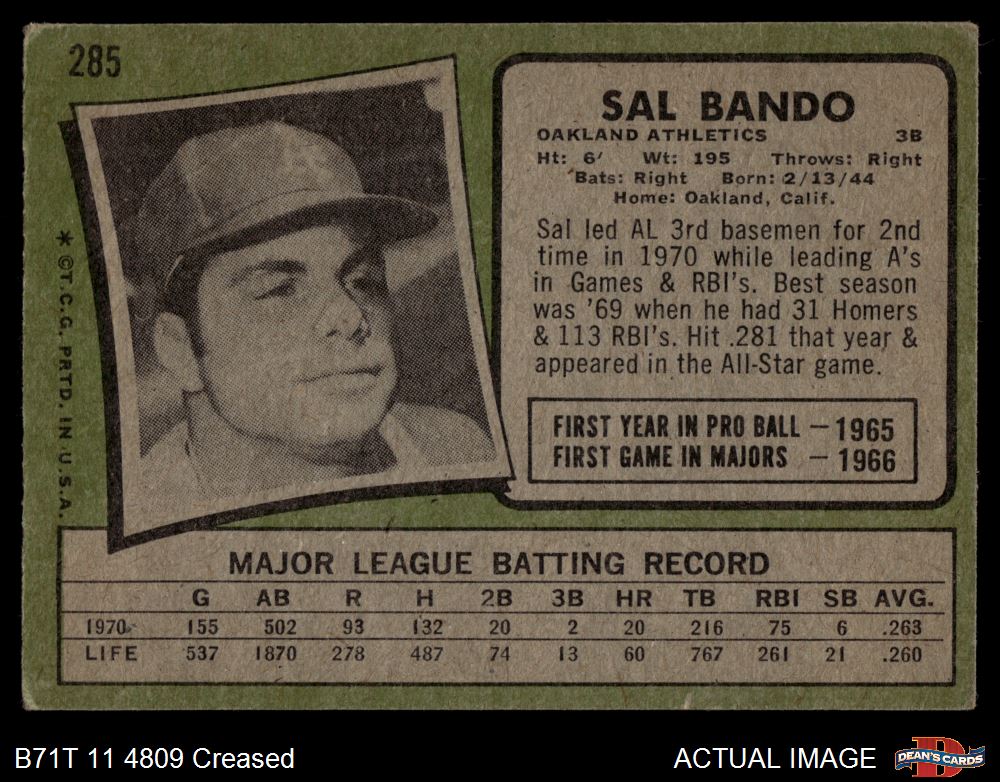 285
SAL BANDO
OAKLAND ATHLETICS 3B
Ht: 6' Wt: 195 Throws: Right
Bats: Right Born: 2/13/44
Home: Oakland, Calif.
Sal led AL 3rd basemen for 2nd
time in 1970 while leading A's
in Games & RBI's. Best season
was '69 when he had 31 Homers
& 113 RBI's. Hit .281 that year &
appeared in the All-Star game.
FIRST YEAR IN PRO BALL — 1965
FIRST GAME IN MAJORS — 1966
* ©T.C.G. PRTD. IN U.S.A.
MAJOR LEAGUE BATTING RECORD
G AB R H 2B 3B HR TB RBI SB AVG.
1970 155 502 93 132 20 2 20 216 75 6 .263
LIFE 537 1870 278 487 74 13 60 767 261 21 .260
B71T 11 4809 Creased
ACTUAL IMAGE
D
DEAN'S CARDS